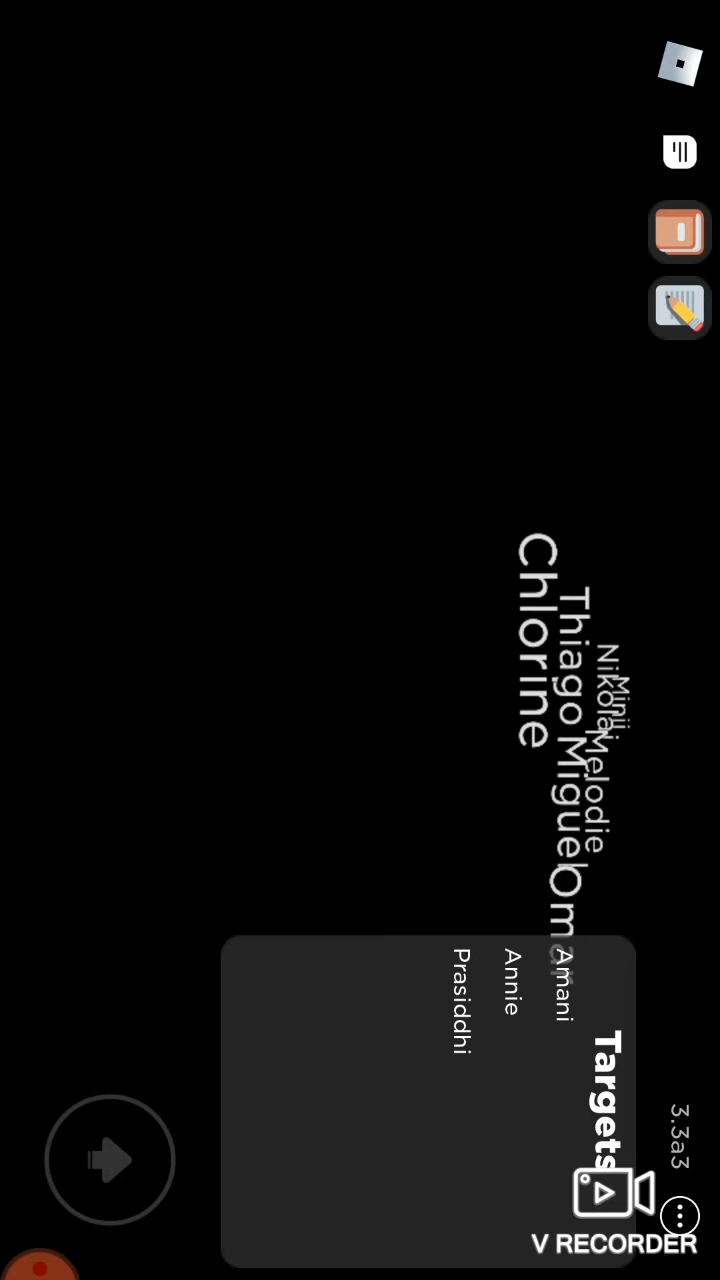 3.3a3
Minji
Nikolai
Melodie
Thiago
Miguel
Omar
Chlorine
Targets
Amani
Annie
Prasiddhi
V RECORDER